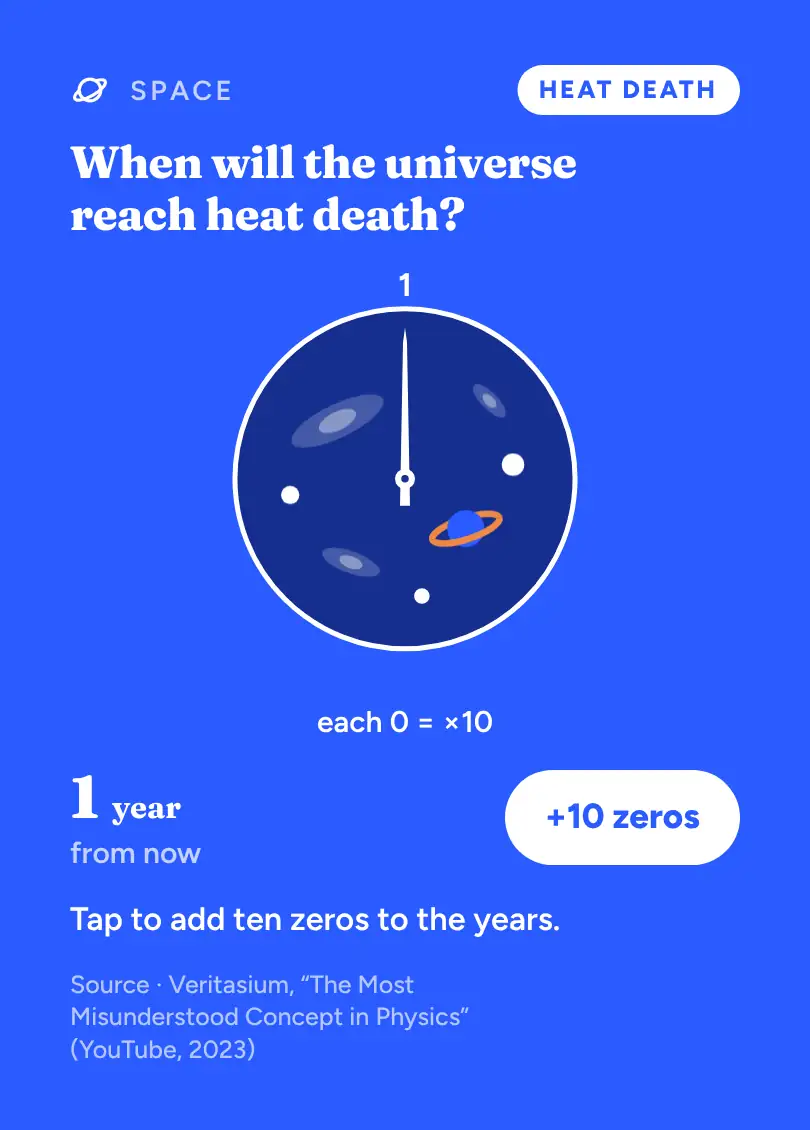 SPACE
HEAT DEATH
When will the universe
reach heat death?
1
each 0 = ×10
1 year
from now
+10 zeros
Tap to add ten zeros to the years.
Source · Veritasium, “The Most
Misunderstood Concept in Physics”
(YouTube, 2023)